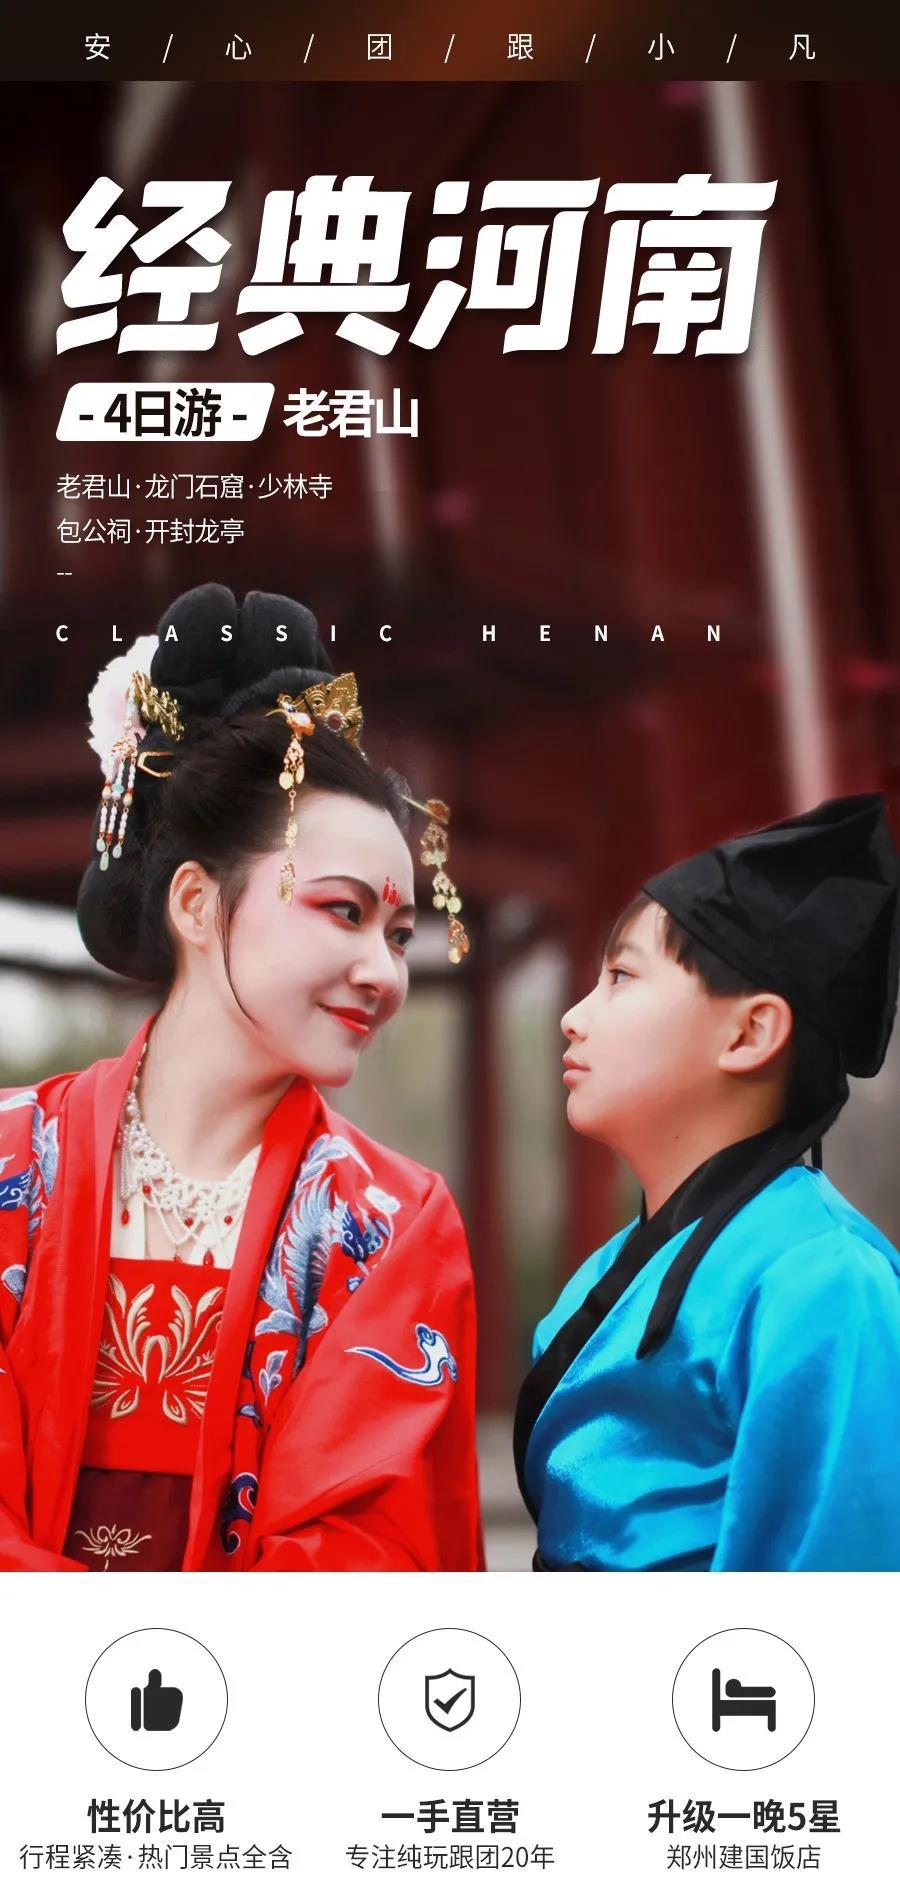 安 / 心 / 团 / 跟 / 小 / 凡
经典河南
- 4日游 - 老君山
老君山·龙门石窟·少林寺
包公祠·开封龙亭
--
CLASSIC HENAN
性价比高
行程紧凑·热门景点全含
一手直营
专注纯玩跟团20年
升级一晚5星
郑州建国饭店